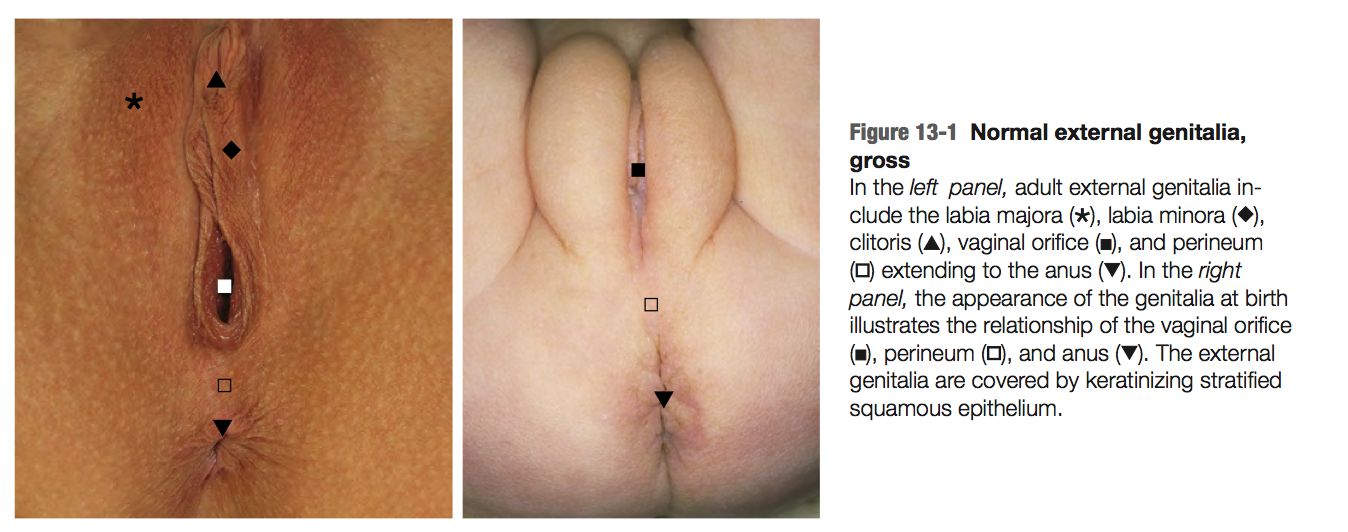 Figure 13-1 Normal external genitalia,
gross
In the left panel, adult external genitalia in-
clude the labia majora (*), labia minora (◆),
clitoris (▲), vaginal orifice (■), and perineum
(□) extending to the anus (▼). In the right
panel, the appearance of the genitalia at birth
illustrates the relationship of the vaginal orifice
(■), perineum (□), and anus (▼). The external
genitalia are covered by keratinizing stratified
squamous epithelium.